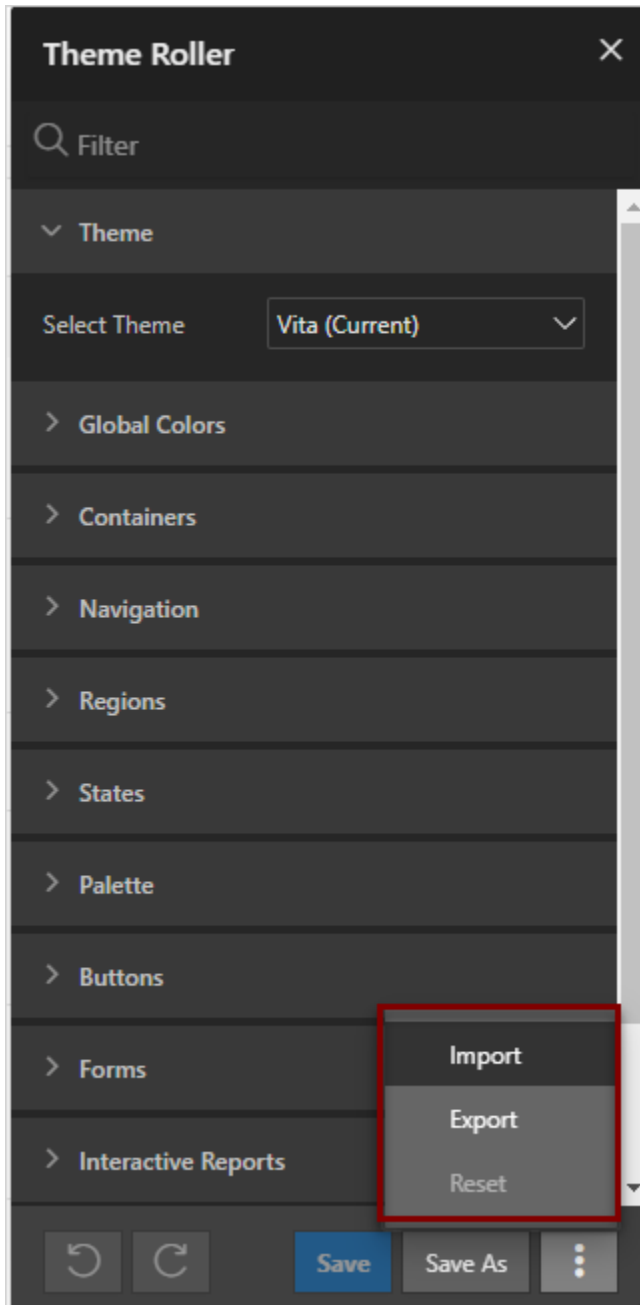 Theme Roller
Filter
Theme
Select Theme Vita (Current)
Global Colors
Containers
Navigation
Regions
States
Palette
Buttons
Forms
Interactive Reports
Import
Export
Reset
Save Save As